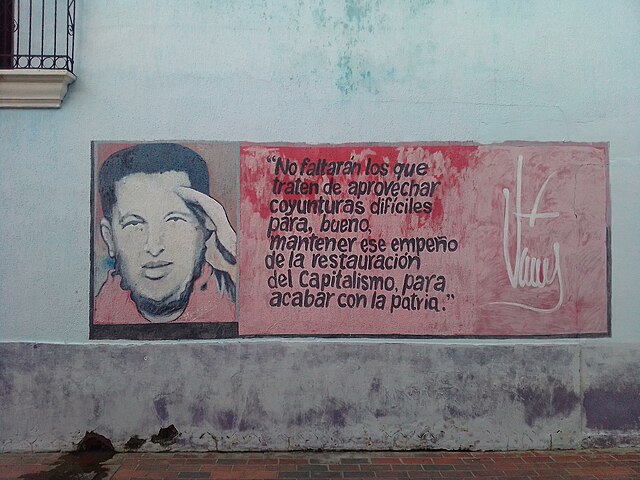 “No faltarán los que
traten de aprovechar
coyunturas difíciles
para, bueno,
mantener ese empeño
de la restauración
del Capitalismo, para
acabar con la patria.”